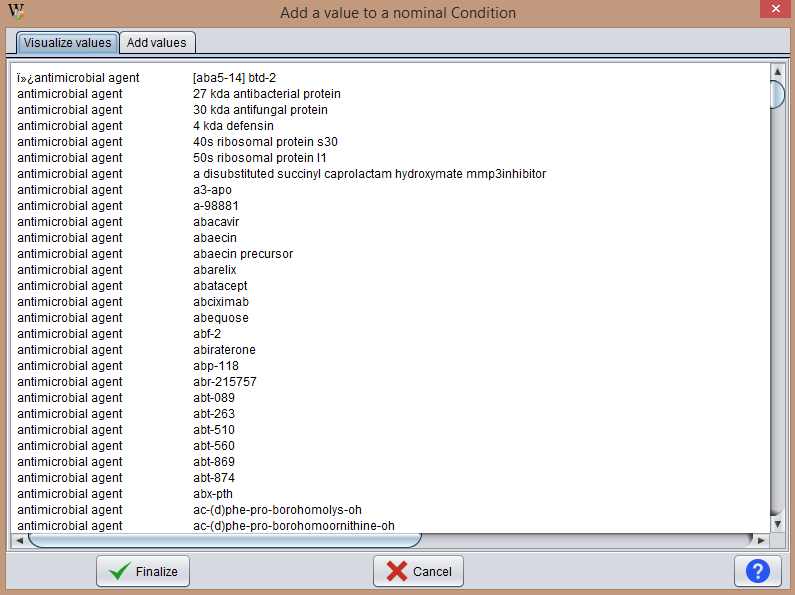 W
Add a value to a nominal Condition
Visualize values Add values
ï»¿antimicrobial agent [aba5-14] btd-2
antimicrobial agent 27 kda antibacterial protein
antimicrobial agent 30 kda antifungal protein
antimicrobial agent 4 kda defensin
antimicrobial agent 40s ribosomal protein s30
antimicrobial agent 50s ribosomal protein l1
antimicrobial agent a disubstituted succinyl caprolactam hydroxymate mmp3inhibitor
antimicrobial agent a3-apo
antimicrobial agent a-98881
antimicrobial agent abacavir
antimicrobial agent abaecin
antimicrobial agent abaecin precursor
antimicrobial agent abarelix
antimicrobial agent abatacept
antimicrobial agent abciximab
antimicrobial agent abequose
antimicrobial agent abf-2
antimicrobial agent abiraterone
antimicrobial agent abp-118
antimicrobial agent abr-215757
antimicrobial agent abt-089
antimicrobial agent abt-263
antimicrobial agent abt-510
antimicrobial agent abt-560
antimicrobial agent abt-869
antimicrobial agent abt-874
antimicrobial agent abx-pth
antimicrobial agent ac-(d)phe-pro-borohomolys-oh
antimicrobial agent ac-(d)phe-pro-borohomoornithine-oh
Finalize Cancel ?